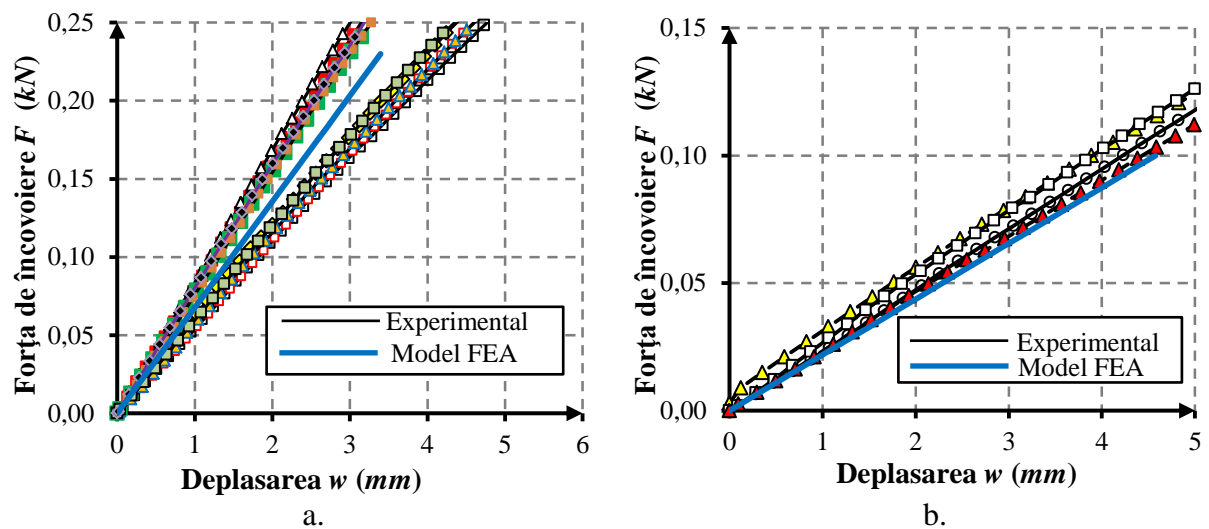 0,25
0,20
0,15
0,10
0,05
0,00
0 1 2 3 4 5 6
Forța de încovoiere F (kN)
Deplasarea w (mm)
Experimental
Model FEA
a.
0,15
0,10
0,05
0,00
0 1 2 3 4 5
Forța de încovoiere F (kN)
Deplasarea w (mm)
Experimental
Model FEA
b.